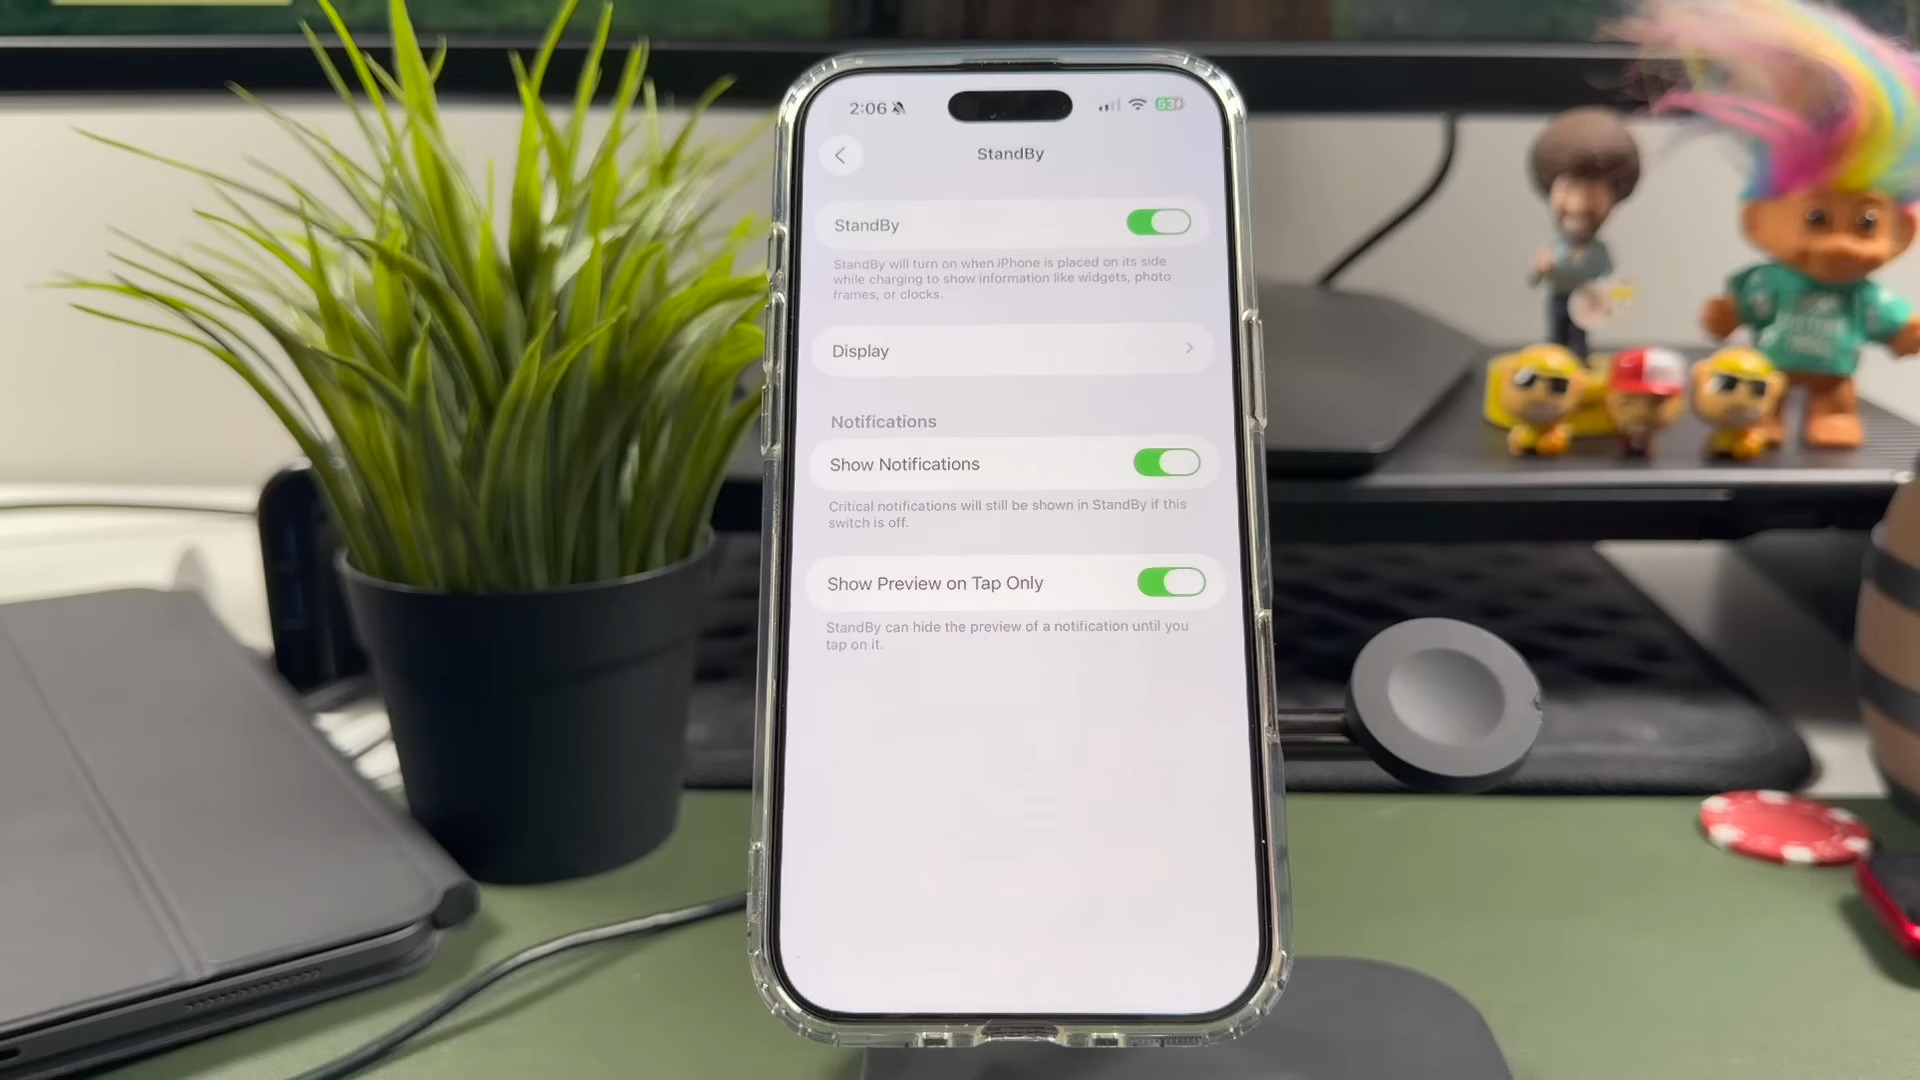 2:06
53
StandBy
StandBy
StandBy will turn on when iPhone is placed on its side
while charging to show information like widgets, photo
frames, or clocks.
Display
Notifications
Show Notifications
Critical notifications will still be shown in StandBy if this
switch is off.
Show Preview on Tap Only
StandBy can hide the preview of a notification until you
tap on it.